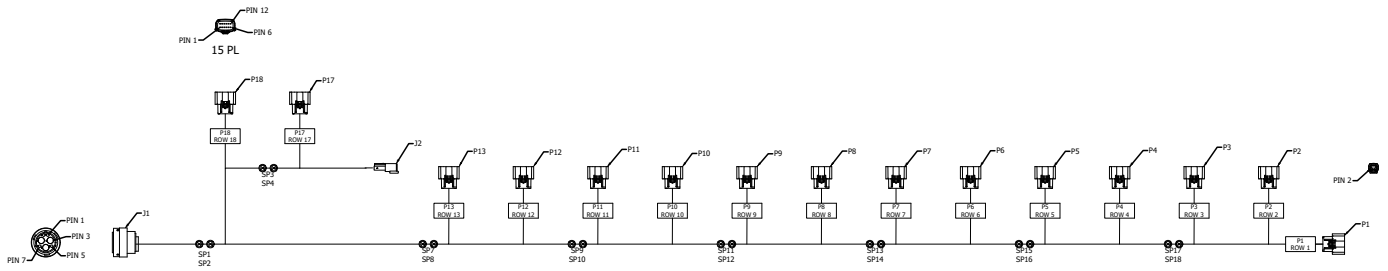 PIN 12
PIN 1
PIN 6
15 PL
P18
P17
P18
ROW 18
P17
ROW 17
SP3
SP4
J2
P13
P12
P11
P10
P9
P8
P7
P6
P5
P4
P3
P2
PIN 2
P13
ROW 13
P12
ROW 12
P11
ROW 11
P10
ROW 10
P9
ROW 9
P8
ROW 8
P7
ROW 7
P6
ROW 6
P5
ROW 5
P4
ROW 4
P3
ROW 3
P2
ROW 2
PIN 1
PIN 3
PIN 5
PIN 7
J1
SP1
SP2
SP7
SP8
SP9
SP10
SP11
SP12
SP13
SP14
SP15
SP16
SP17
SP18
P1
ROW 1
P1